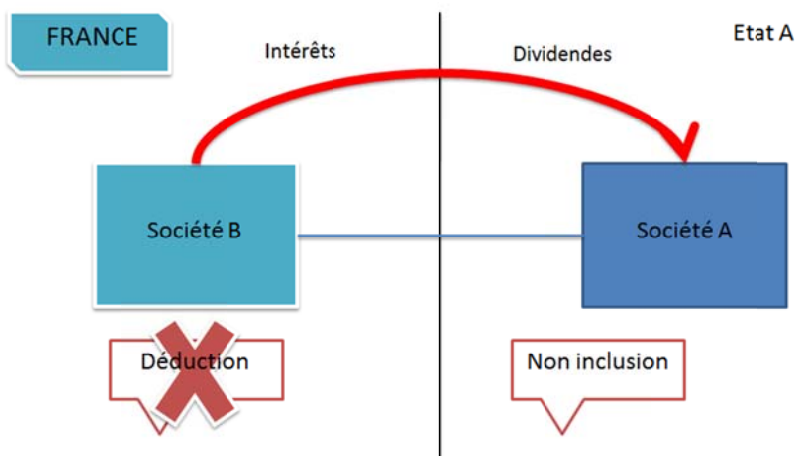 FRANCE
Intérêts
Dividendes
Etat A
Société B
Société A
Déduction
Non inclusion